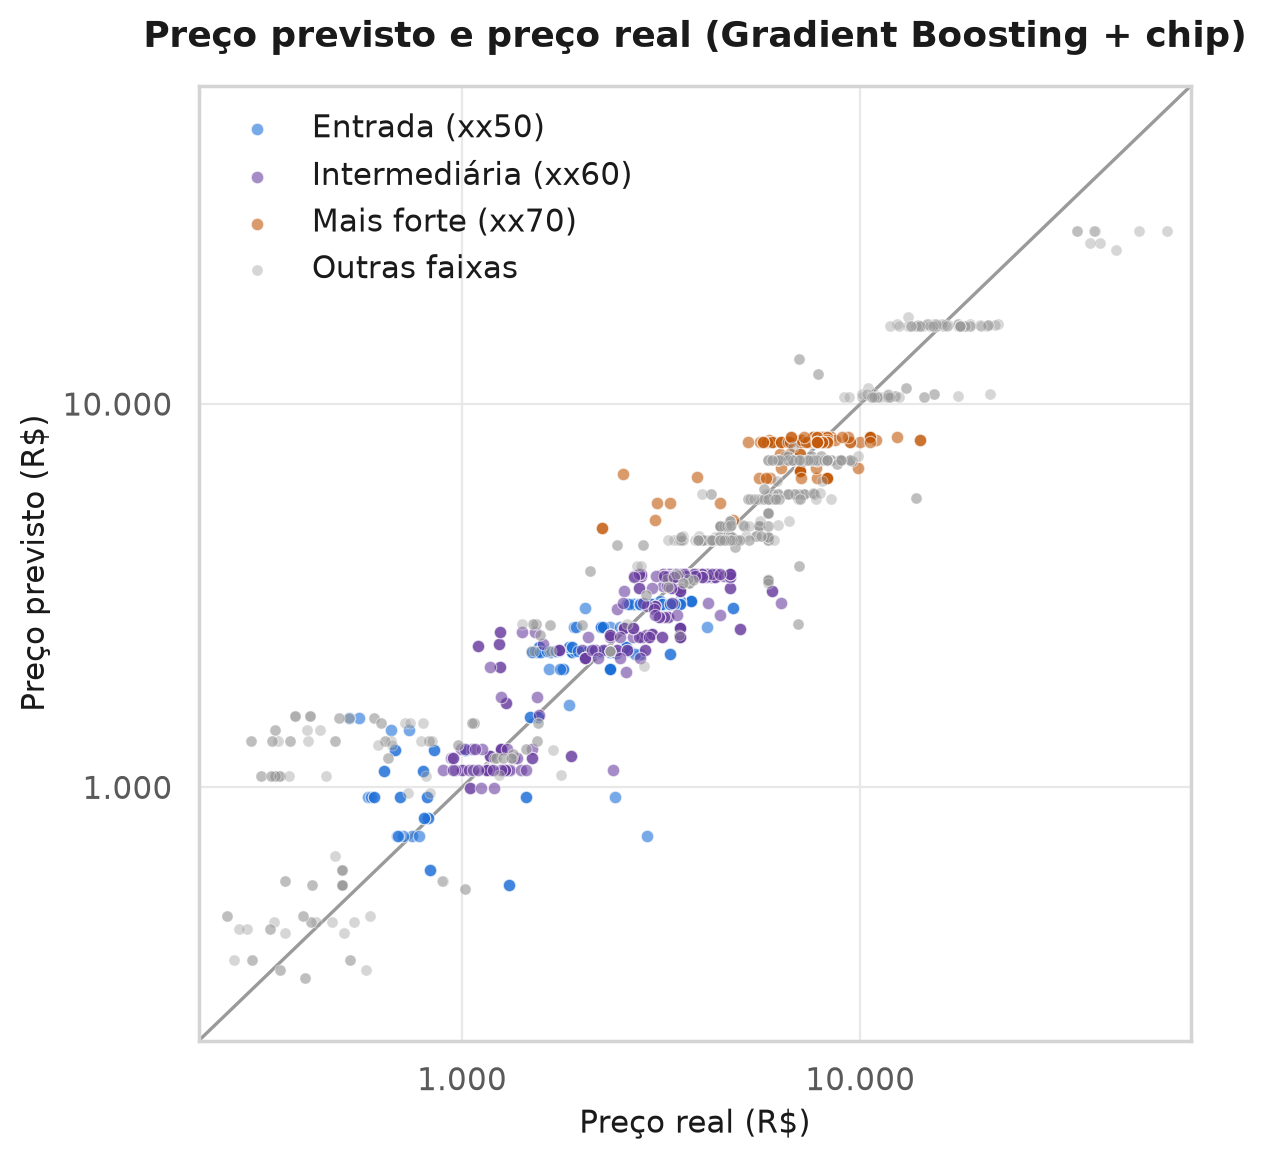 Preço previsto e preço real (Gradient Boosting + chip)
Entrada (xx50)
Intermediária (xx60)
Mais forte (xx70)
Outras faixas
10.000
1.000
Preço previsto (R$)
1.000
10.000
Preço real (R$)